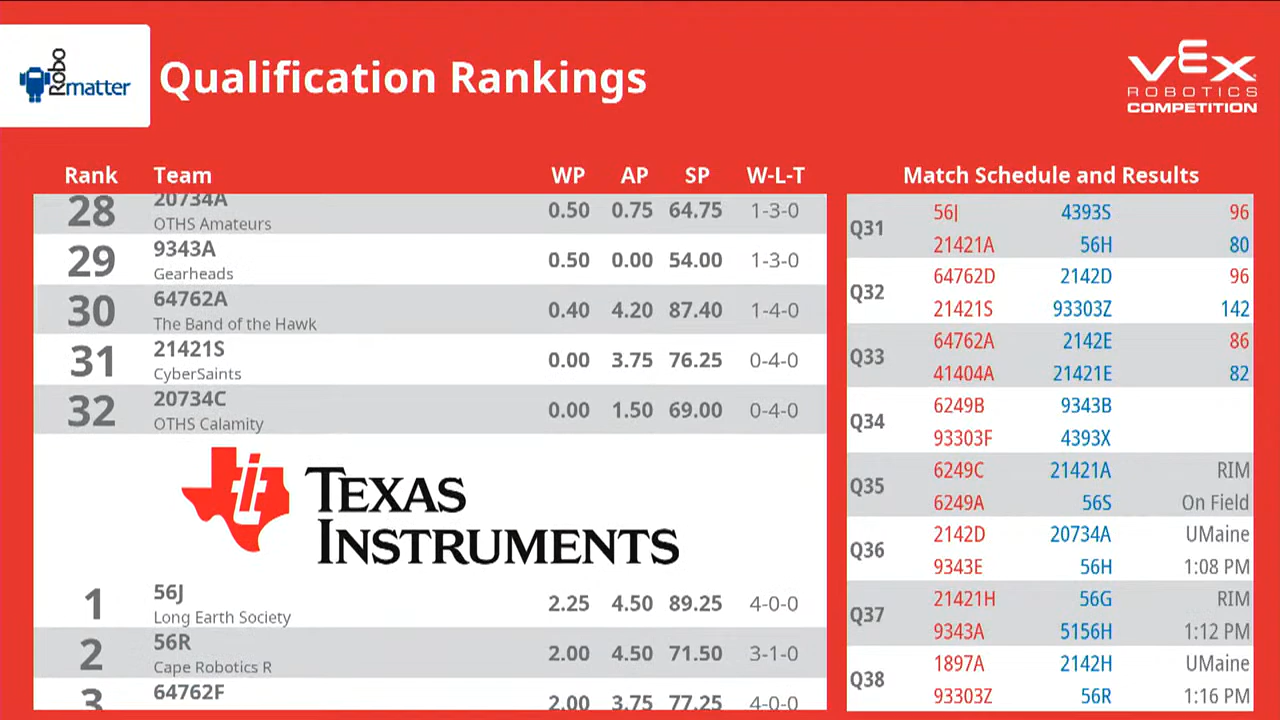 Robo
matter
Qualification Rankings
VEX
ROBOTICS
COMPETITION
Rank Team WP AP SP W-L-T
28 20734A 0.50 0.75 64.75 1-3-0
OTHS Amateurs
29 9343A 0.50 0.00 54.00 1-3-0
Gearheads
30 64762A 0.40 4.20 87.40 1-4-0
The Band of the Hawk
31 21421S 0.00 3.75 76.25 0-4-0
CyberSaints
32 20734C 0.00 1.50 69.00 0-4-0
OTHS Calamity
ti
TEXAS
INSTRUMENTS
1 56J 2.25 4.50 89.25 4-0-0
Long Earth Society
2 56R 2.00 4.50 71.50 3-1-0
Cape Robotics R
3 64762F 2.00 3.75 77.25 4-0-0
Match Schedule and Results
Q31 56J 4393S 96
21421A 56H 80
Q32 64762D 2142D 96
21421S 93303Z 142
Q33 64762A 2142E 86
41404A 21421E 82
Q34 6249B 9343B
93303F 4393X
Q35 6249C 21421A RIM
6249A 56S On Field
Q36 2142D 20734A UMaine
9343E 56H 1:08 PM
Q37 21421H 56G RIM
9343A 5156H 1:12 PM
Q38 1897A 2142H UMaine
93303Z 56R 1:16 PM